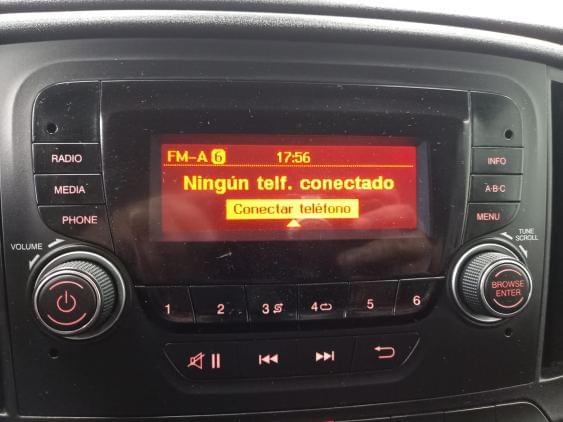 FM-A 6 17:56
RADIO
Ningún telf. conectado
INFO
MEDIA
Conectar teléfono
A·B·C
PHONE
MENU
VOLUME
TUNE
SCROLL
BROWSE
ENTER
1 2 3 4 5 6